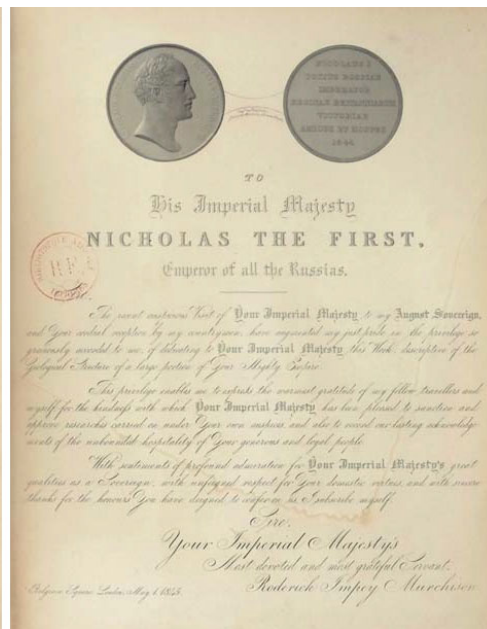 NICOLAUS I
TOTIUS RUSSIAE
IMPERATOR
REGINAE BRITANNIARUM
VICTORIAE
AMICUS ET HOSPES
1844
TO
His Imperial Majesty
NICHOLAS THE FIRST,
Emperor of all the Russias.
The recent auspicious Visit of Your Imperial Majesty to my August Sovereign,
and Your cordial reception by my countrymen, have augmented my just pride in the privilege so
graciously accorded to me, of dedicating to Your Imperial Majesty this Work, descriptive of the
Geological Structure of a large portion of Your Mighty Empire.
This privilege enables me to express the warmest gratitude of my fellow travellers and
myself for the kindness with which Your Imperial Majesty has been pleased to sanction and
approve researches carried on under Your own auspices, and also to record our lasting acknowledge
ments of the unbounded hospitality of Your generous and loyal people.
With sentiments of profound admiration for Your Imperial Majesty's great
qualities as a Sovereign, with unfeigned respect for Your domestic virtues, and with sincere
thanks for the honours You have deigned to confer on us, I subscribe myself
Sire,
Your Imperial Majesty's
Most devoted and most grateful Servant,
Roderick Impey Murchison.
Belgrave Square, London, May 1, 1845.